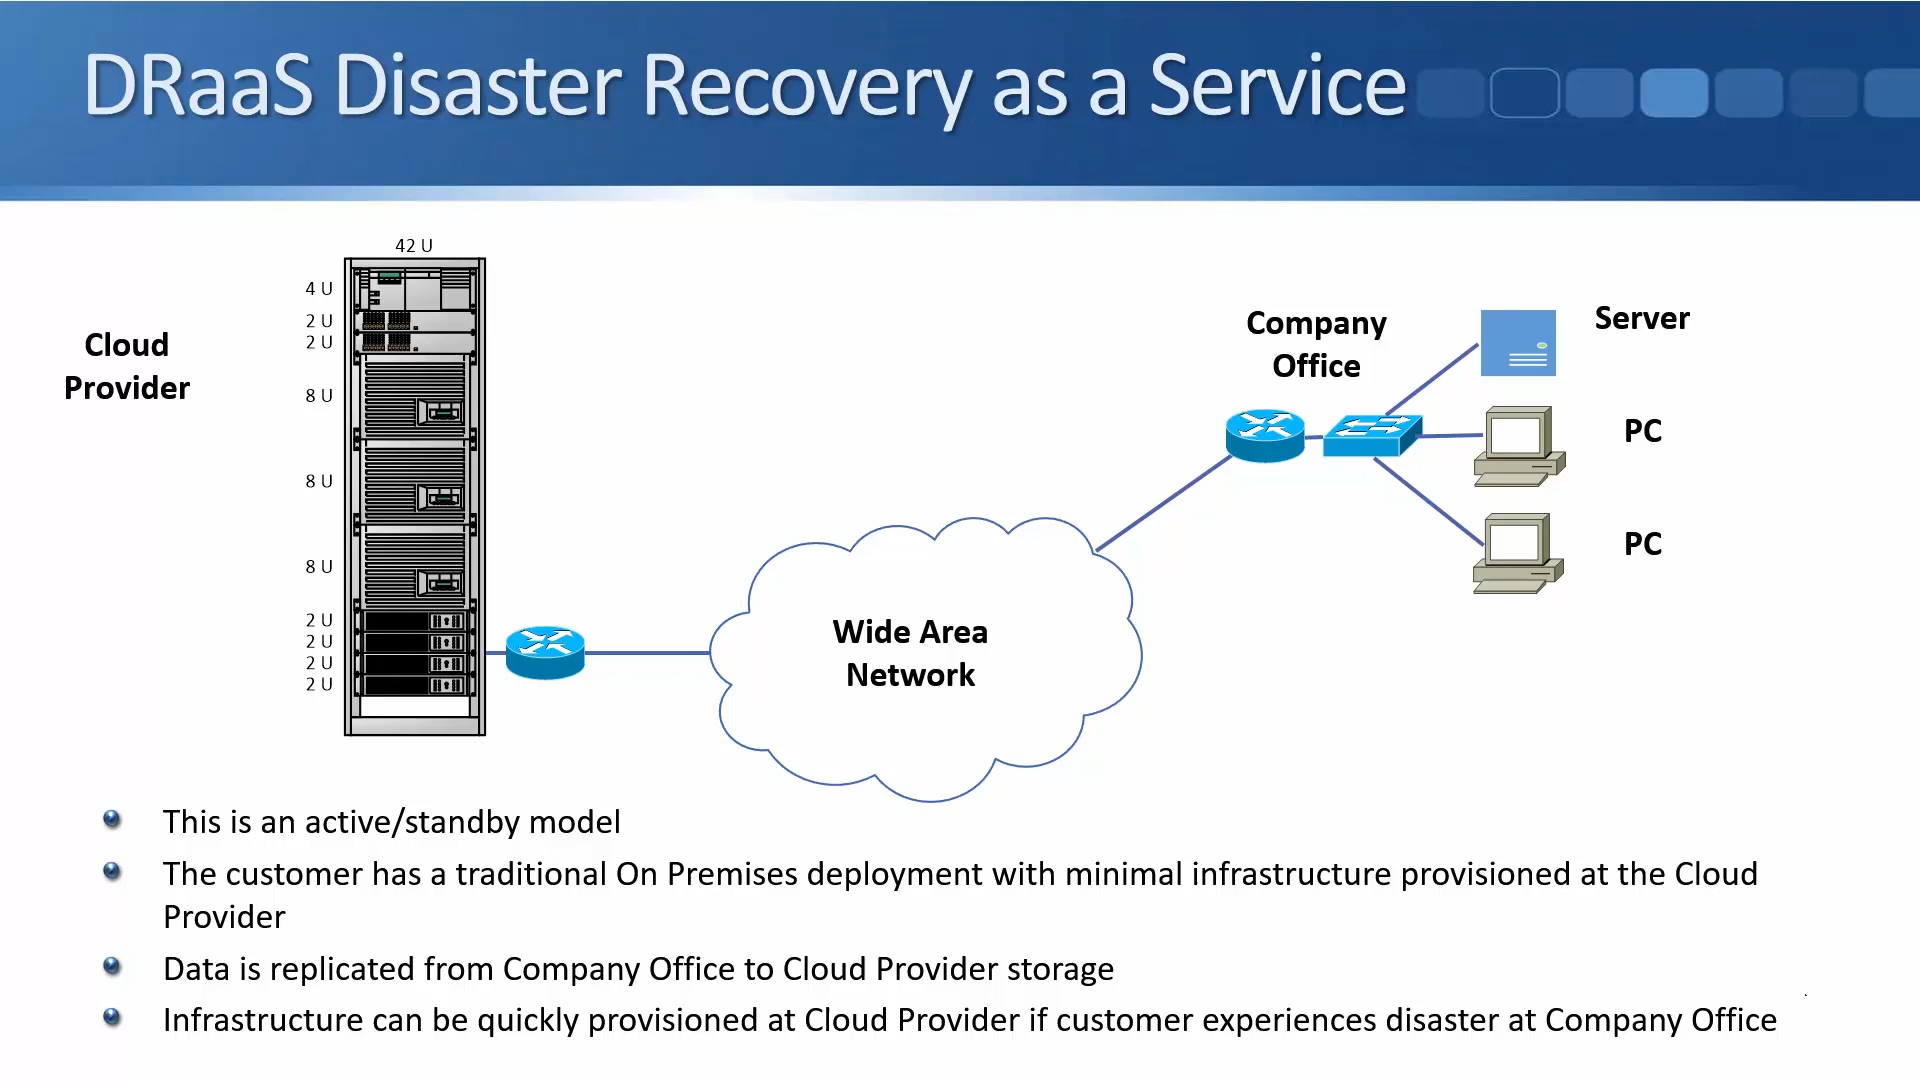 DRaaS Disaster Recovery as a Service
42 U
4 U
2 U
2 U
8 U
8 U
8 U
2 U
2 U
2 U
2 U
Cloud
Provider
Wide Area
Network
Company
Office
Server
PC
PC
This is an active/standby model
The customer has a traditional On Premises deployment with minimal infrastructure provisioned at the Cloud
Provider
Data is replicated from Company Office to Cloud Provider storage
Infrastructure can be quickly provisioned at Cloud Provider if customer experiences disaster at Company Office